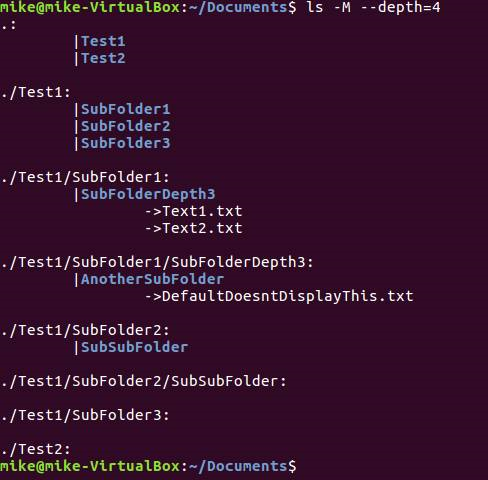 mike@mike-VirtualBox:~/Documents$ ls -M --depth=4
.:
|Test1
|Test2
./Test1:
|SubFolder1
|SubFolder2
|SubFolder3
./Test1/SubFolder1:
|SubFolderDepth3
->Text1.txt
->Text2.txt
./Test1/SubFolder1/SubFolderDepth3:
|AnotherSubFolder
->DefaultDoesntDisplayThis.txt
./Test1/SubFolder2:
|SubSubFolder
./Test1/SubFolder2/SubSubFolder:
./Test1/SubFolder3:
./Test2:
mike@mike-VirtualBox:~/Documents$